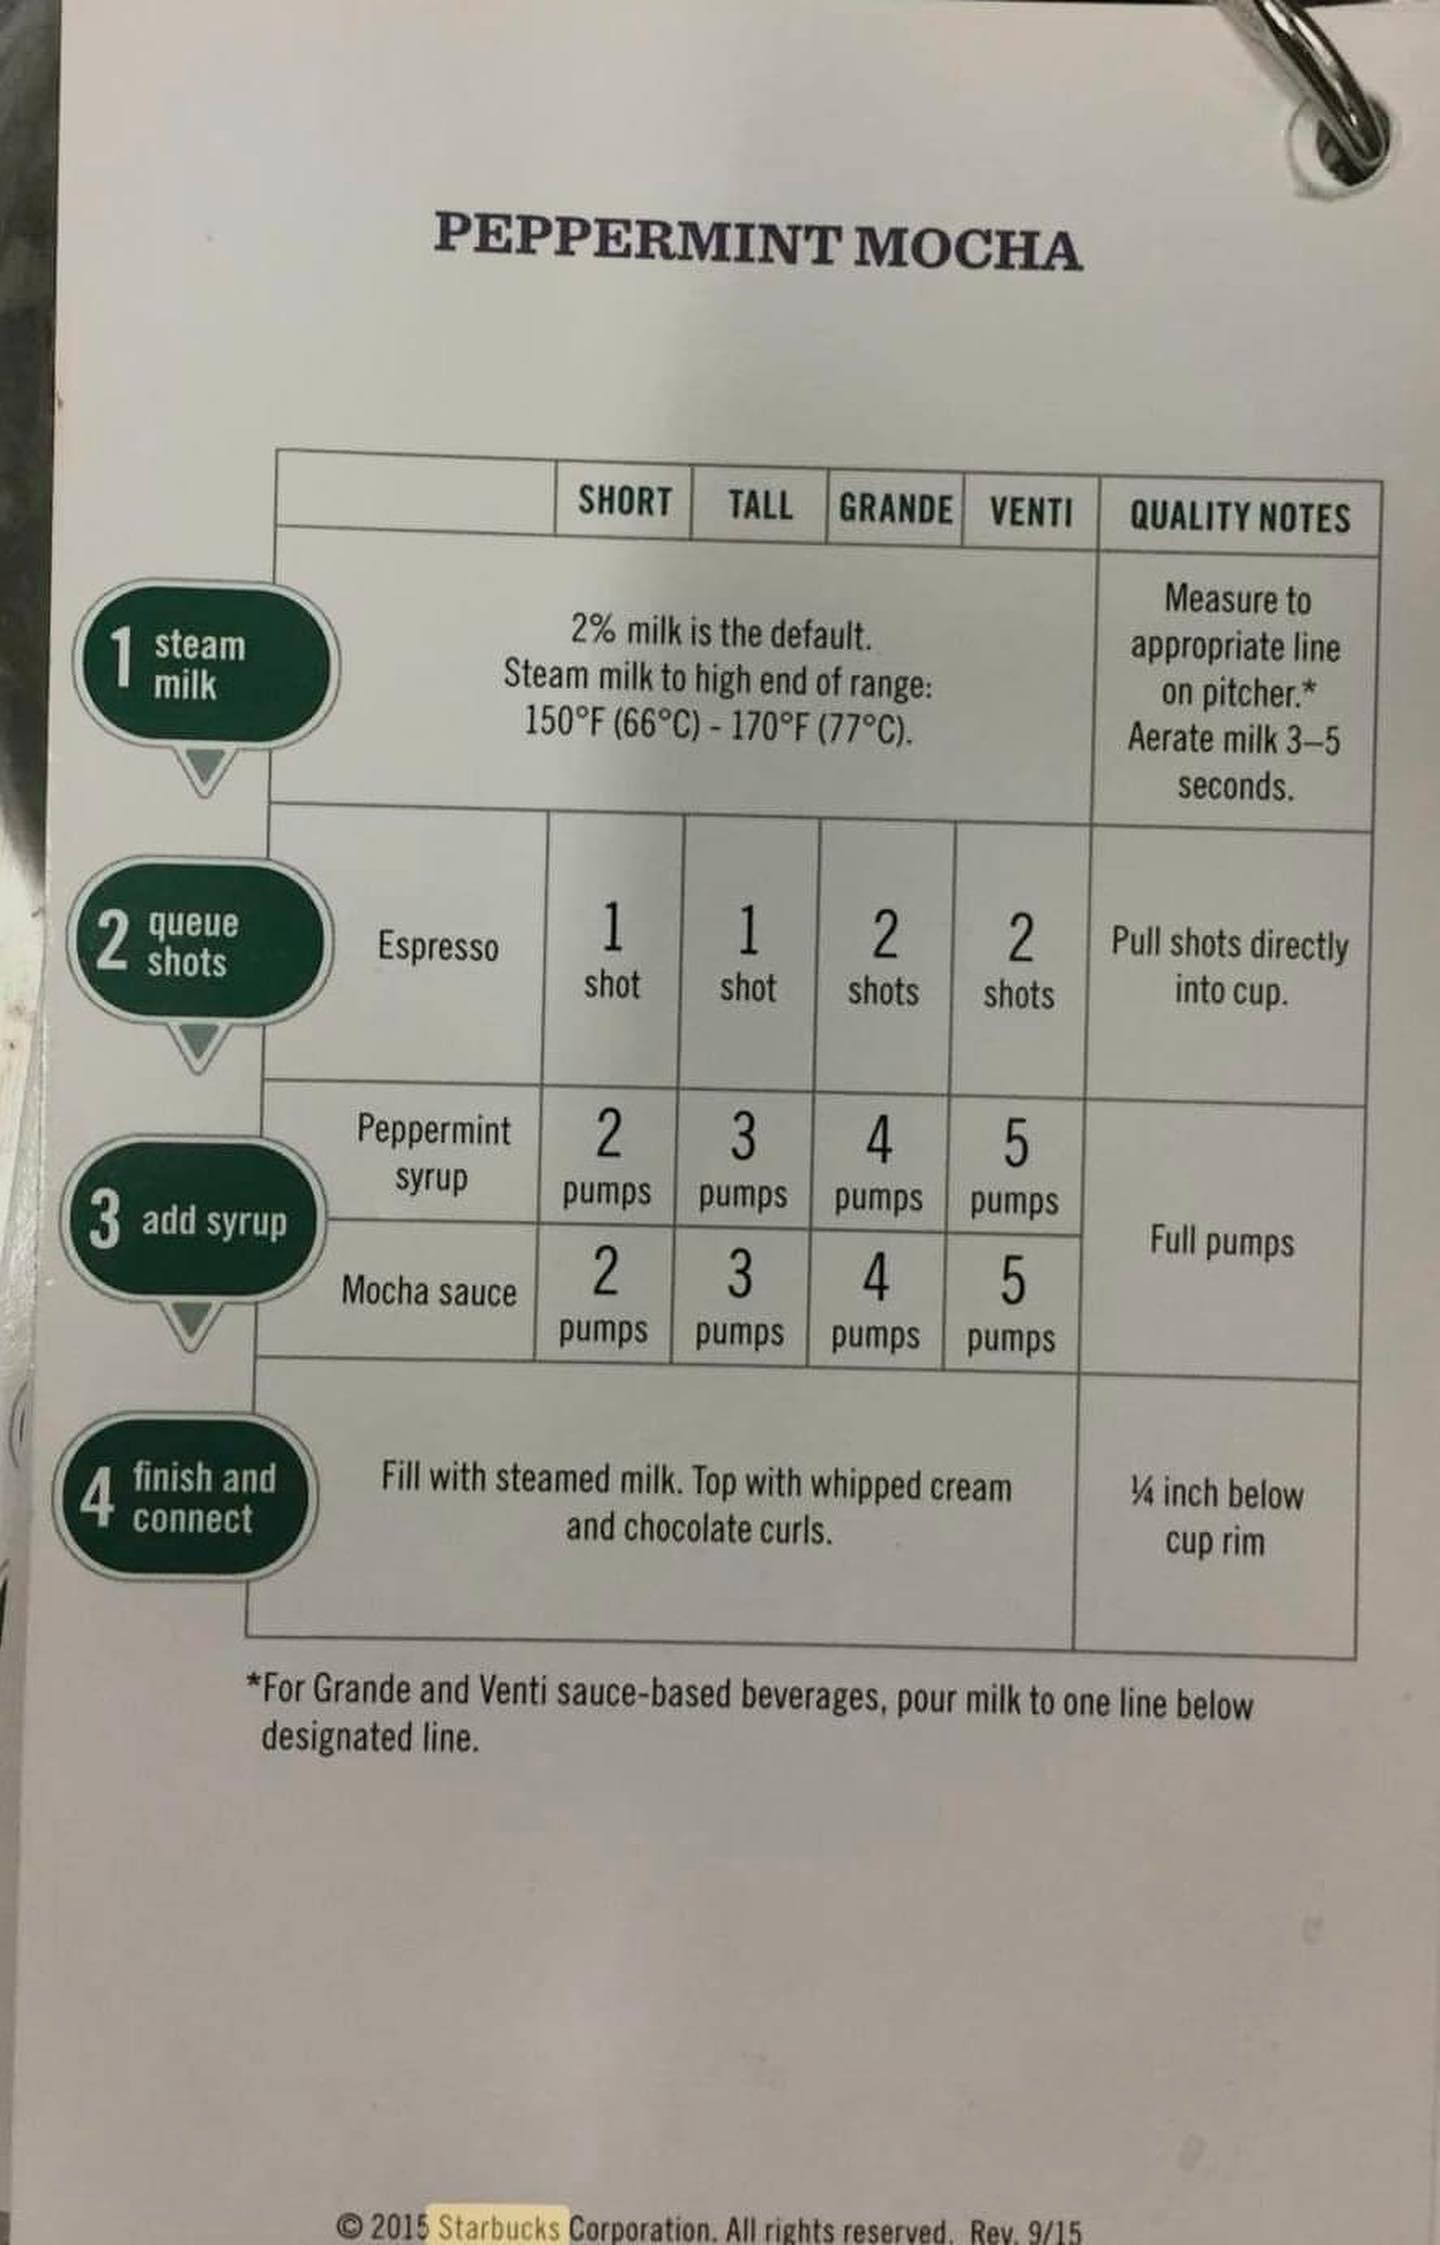 PEPPERMINT MOCHA
SHORT TALL GRANDE VENTI QUALITY NOTES
1 steam
milk
2% milk is the default.
Steam milk to high end of range:
150°F (66°C) - 170°F (77°C).
Measure to
appropriate line
on pitcher.*
Aerate milk 3–5
seconds.
2 queue
shots
Espresso
1
shot
1
shot
2
shots
2
shots
Pull shots directly
into cup.
3 add syrup
Peppermint
syrup
2
pumps
3
pumps
4
pumps
5
pumps
Mocha sauce
2
pumps
3
pumps
4
pumps
5
pumps
Full pumps
4 finish and
connect
Fill with steamed milk. Top with whipped cream
and chocolate curls.
¼ inch below
cup rim
*For Grande and Venti sauce-based beverages, pour milk to one line below
designated line.
© 2015 Starbucks Corporation. All rights reserved. Rev. 9/15